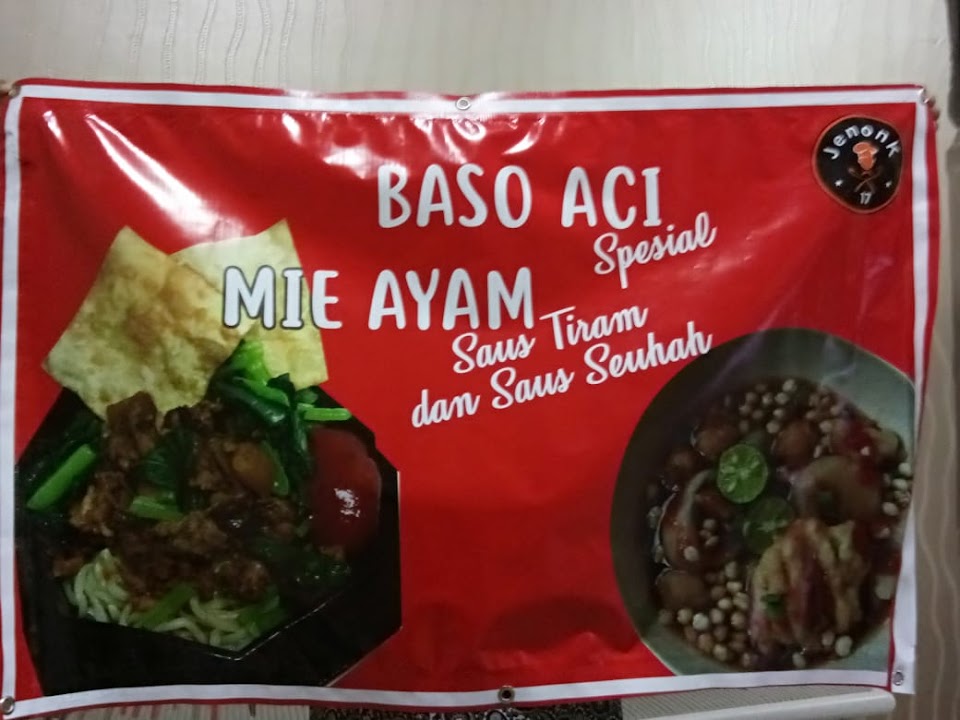 Jenonk
17
BASO ACI
Spesial
MIE AYAM
Saus Tiram
dan Saus Seuhah